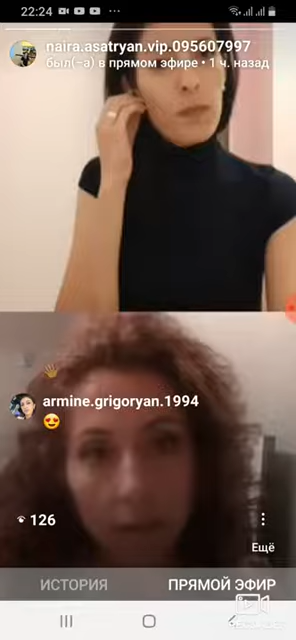 22:24
naira.asatryan.vip.095607997
был(-а) в прямом эфире • 1 ч. назад
armine.grigoryan.1994
😍
126
Ещё
ИСТОРИЯ ПРЯМОЙ ЭФИР